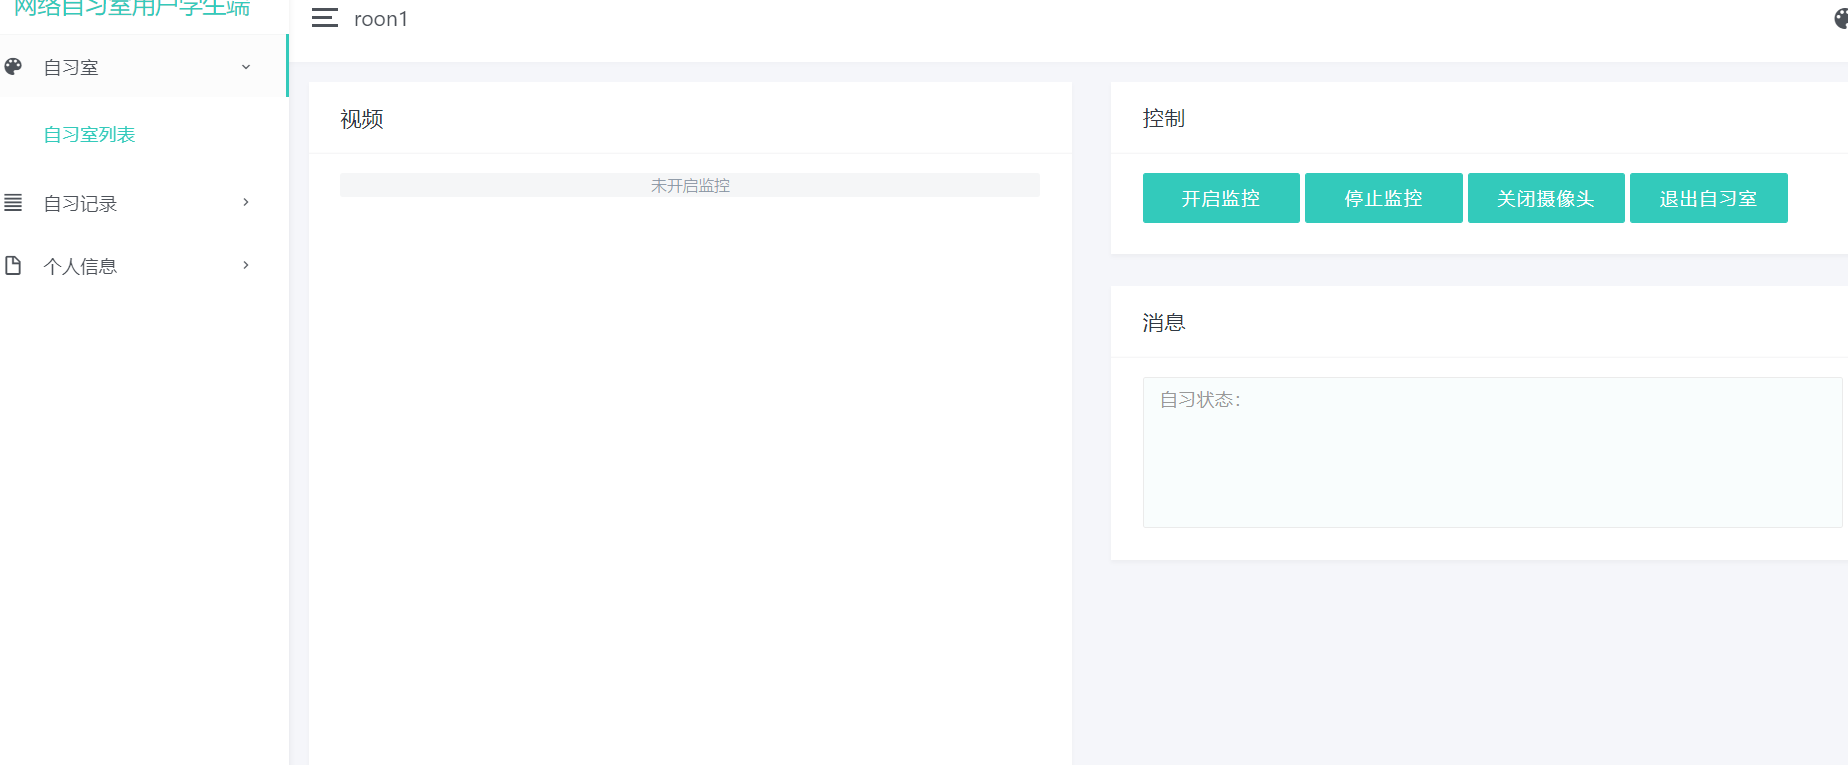 网络自习室用户学生端
roon1
自习室
自习室列表
自习记录
个人信息
视频
未开启监控
控制
开启监控
停止监控
关闭摄像头
退出自习室
消息
自习状态：